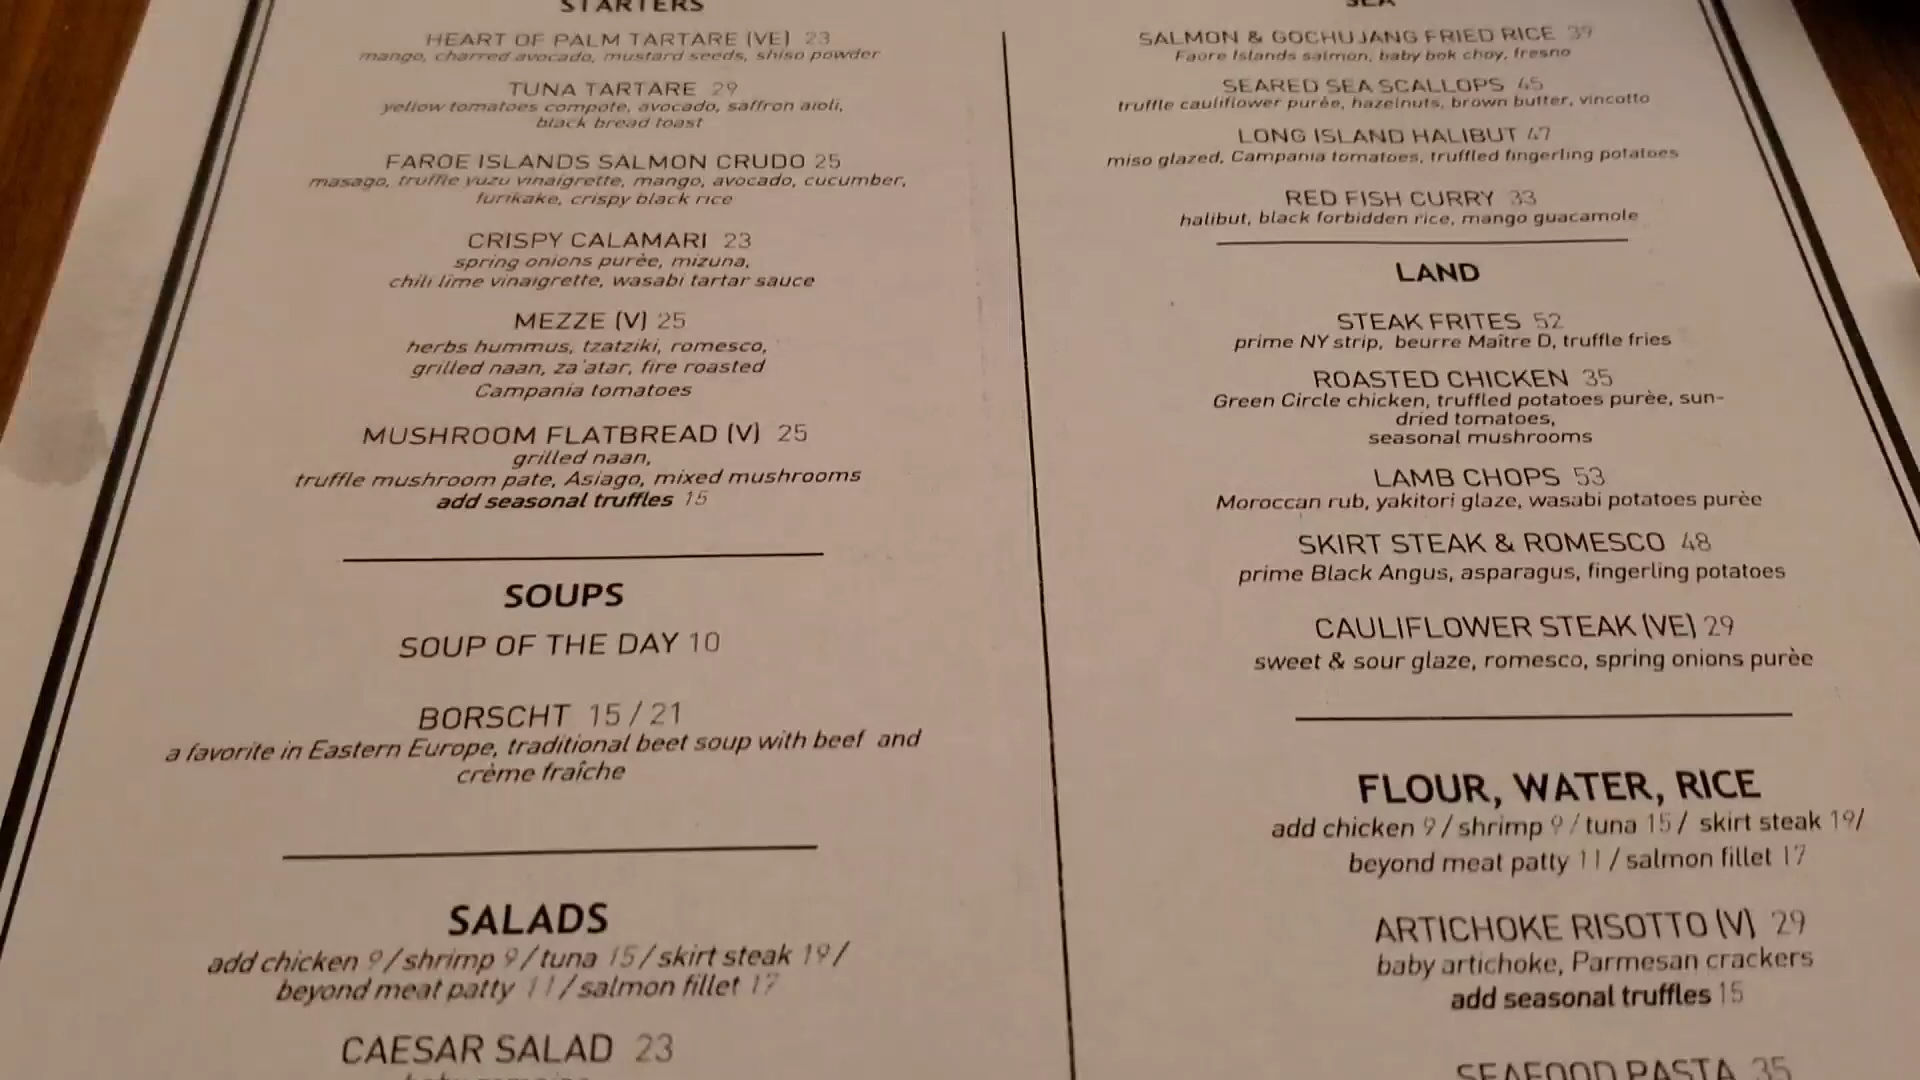 STARTERS
HEART OF PALM TARTARE (VE) 23
mango, charred avocado, mustard seeds, shiso powder
TUNA TARTARE 29
yellow tomatoes compote, avocado, saffron aioli,
black bread toast
FAROE ISLANDS SALMON CRUDO 25
masago, truffle yuzu vinaigrette, mango, avocado, cucumber,
furikake, crispy black rice
CRISPY CALAMARI 23
spring onions purèe, mizuna,
chili lime vinaigrette, wasabi tartar sauce
MEZZE (V) 25
herbs hummus, tzatziki, romesco,
grilled naan, za'atar, fire roasted
Campania tomatoes
MUSHROOM FLATBREAD (V) 25
grilled naan,
truffle mushroom pate, Asiago, mixed mushrooms
add seasonal truffles 15
SOUPS
SOUP OF THE DAY 10
BORSCHT 15 / 21
a favorite in Eastern Europe, traditional beet soup with beef and
crème fraîche
SALADS
add chicken 9 / shrimp 9 / tuna 15 / skirt steak 19 /
beyond meat patty 11 / salmon fillet 17
CAESAR SALAD 23
SEA
SALMON & GOCHUJANG FRIED RICE 39
Faore Islands salmon, baby bok choy, fresno
SEARED SEA SCALLOPS 45
truffle cauliflower purèe, hazelnuts, brown butter, vincotto
LONG ISLAND HALIBUT 47
miso glazed, Campania tomatoes, truffled fingerling potatoes
RED FISH CURRY 33
halibut, black forbidden rice, mango guacamole
LAND
STEAK FRITES 52
prime NY strip, beurre Maître D, truffle fries
ROASTED CHICKEN 35
Green Circle chicken, truffled potatoes purèe, sun-
dried tomatoes,
seasonal mushrooms
LAMB CHOPS 53
Moroccan rub, yakitori glaze, wasabi potatoes purèe
SKIRT STEAK & ROMESCO 48
prime Black Angus, asparagus, fingerling potatoes
CAULIFLOWER STEAK (VE) 29
sweet & sour glaze, romesco, spring onions purèe
FLOUR, WATER, RICE
add chicken 9 / shrimp 9 / tuna 15 / skirt steak 19/
beyond meat patty 11 / salmon fillet 17
ARTICHOKE RISOTTO (V) 29
baby artichoke, Parmesan crackers
add seasonal truffles 15
SEAFOOD PASTA 35